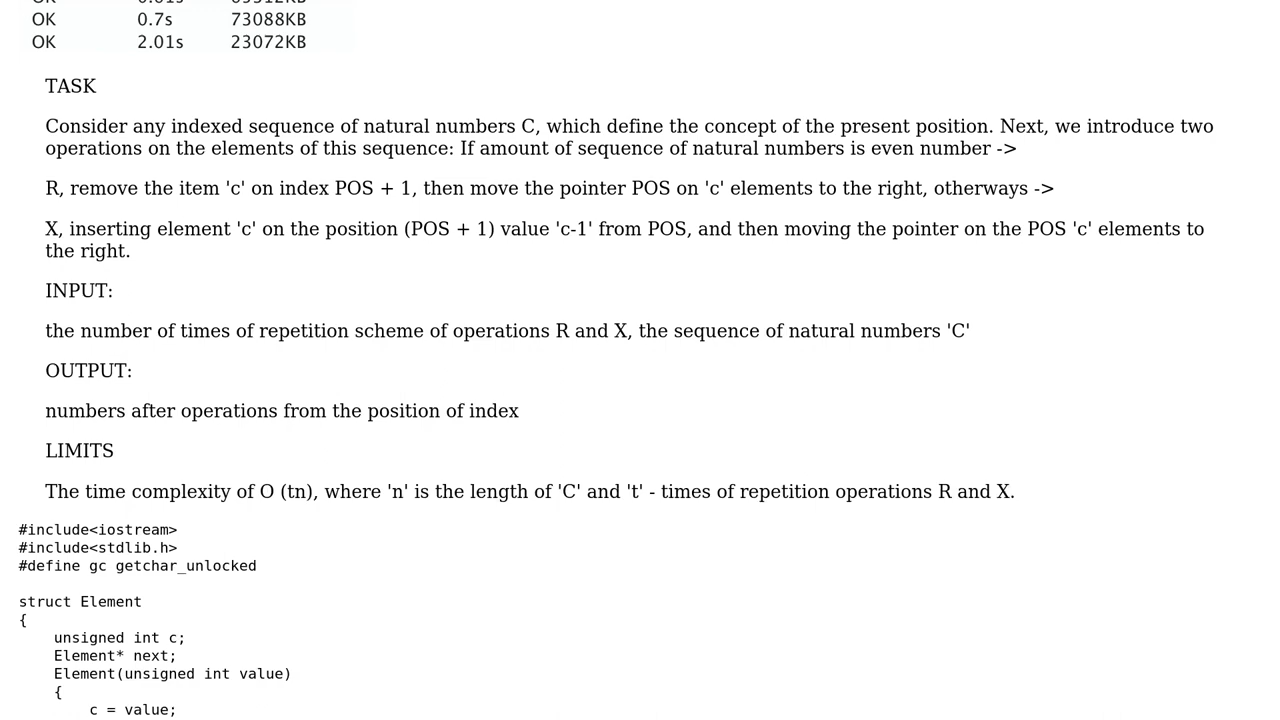 OK 0.7s 73088KB
OK 2.01s 23072KB
TASK
Consider any indexed sequence of natural numbers C, which define the concept of the present position. Next, we introduce two
operations on the elements of this sequence: If amount of sequence of natural numbers is even number ->
R, remove the item 'c' on index POS + 1, then move the pointer POS on 'c' elements to the right, otherways ->
X, inserting element 'c' on the position (POS + 1) value 'c-1' from POS, and then moving the pointer on the POS 'c' elements to
the right.
INPUT:
the number of times of repetition scheme of operations R and X, the sequence of natural numbers 'C'
OUTPUT:
numbers after operations from the position of index
LIMITS
The time complexity of O (tn), where 'n' is the length of 'C' and 't' - times of repetition operations R and X.
#include<iostream>
#include<stdlib.h>
#define gc getchar_unlocked
struct Element
{
unsigned int c;
Element* next;
Element(unsigned int value)
{
c = value;